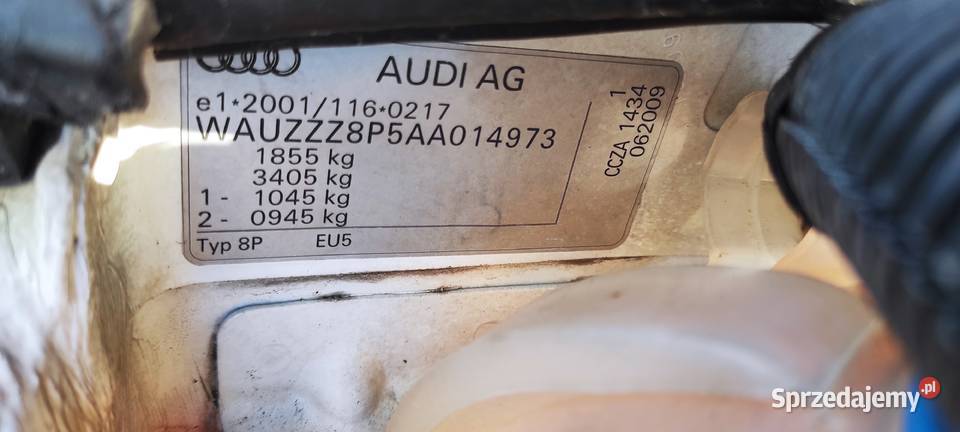 AUDI AG
e1*2001/116*0217
WAUZZZ8P5AA014973
1855 kg
3405 kg
1 - 1045 kg
2 - 0945 kg
Typ 8P EU5
CCZA 1434 1
062009
Sprzedajemy.pl